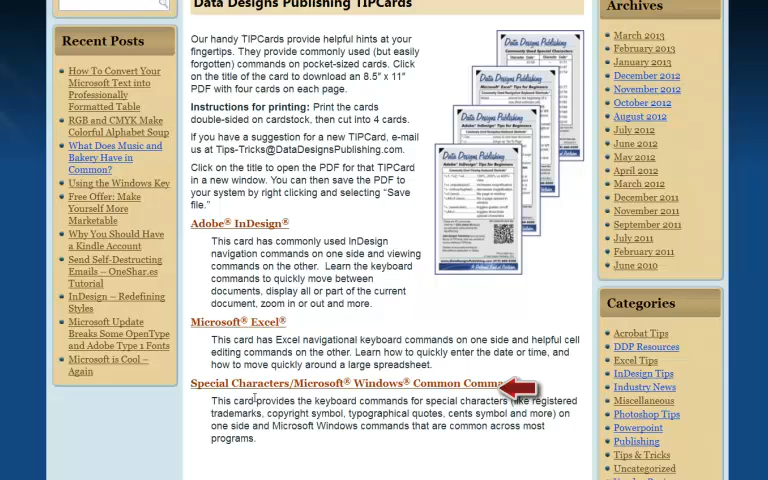 Data Designs Publishing TIPCards
Recent Posts
How To Convert Your
Microsoft Text into
Professionally
Formatted Table
RGB and CMYK Make
Colorful Alphabet Soup
What Does Music and
Bakery Have in
Common?
Using the Windows Key
Free Offer: Make
Yourself More
Marketable
Why You Should Have
a Kindle Account
Send Self-Destructing
Emails – OneShar.es
Tutorial
InDesign – Redefining
Styles
Microsoft Update
Breaks Some OpenType
and Adobe Type 1 Fonts
Microsoft is Cool –
Again
Our handy TIPCards provide helpful hints at your
fingertips. They provide commonly used (but easily
forgotten) commands on pocket-sized cards. Click
on the title of the card to download an 8.5" x 11"
PDF with four cards on each page.
Instructions for printing: Print the cards
double-sided on cardstock, then cut into 4 cards.
If you have a suggestion for a new TIPCard, e-mail
us at Tips-Tricks@DataDesignsPublishing.com.
Click on the title to open the PDF for that TIPCard
in a new window. You can then save the PDF to
your system by right clicking and selecting "Save
file."
Adobe® InDesign®
This card has commonly used InDesign
navigation commands on one side and viewing
commands on the other. Learn the keyboard
commands to quickly move between
documents, display all or part of the current
document, zoom in or out and more.
Microsoft® Excel®
This card has Excel navigational keyboard commands on one side and helpful cell
editing commands on the other. Learn how to quickly enter the date or time, and
how to move quickly around a large spreadsheet.
Special Characters/Microsoft® Windows® Common Comma
This card provides the keyboard commands for special characters (like registered
trademarks, copyright symbol, typographical quotes, cents symbol and more) on
one side and Microsoft Windows commands that are common across most
programs.
Data Designs Publishing
Data Designs Publishing
Data Designs Publishing
Data Designs Publishing
Adobe® InDesign® Tips for Beginners
Archives
March 2013
February 2013
January 2013
December 2012
November 2012
October 2012
August 2012
July 2012
June 2012
May 2012
April 2012
March 2012
December 2011
November 2011
September 2011
July 2011
February 2011
June 2010
Categories
Acrobat Tips
DDP Resources
Excel Tips
InDesign Tips
Industry News
Miscellaneous
Photoshop Tips
Powerpoint
Publishing
Tips & Tricks
Uncategorized